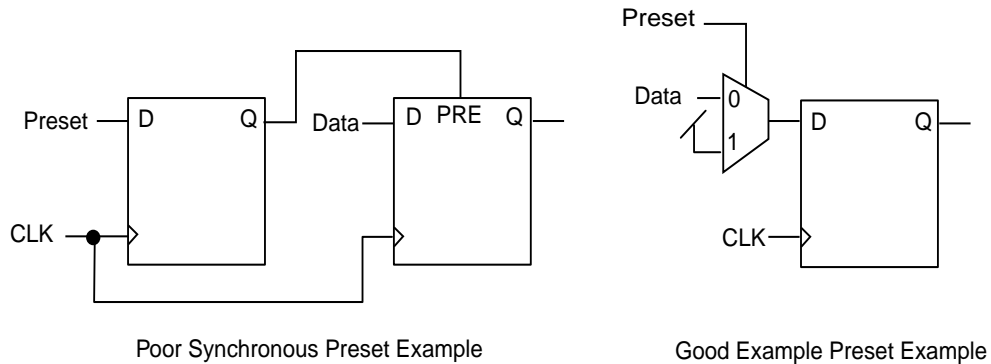 Preset
D
Q
CLK
Data
D
PRE
Q
Poor Synchronous Preset Example
Preset
Data
0
1
D
Q
CLK
Good Example Preset Example